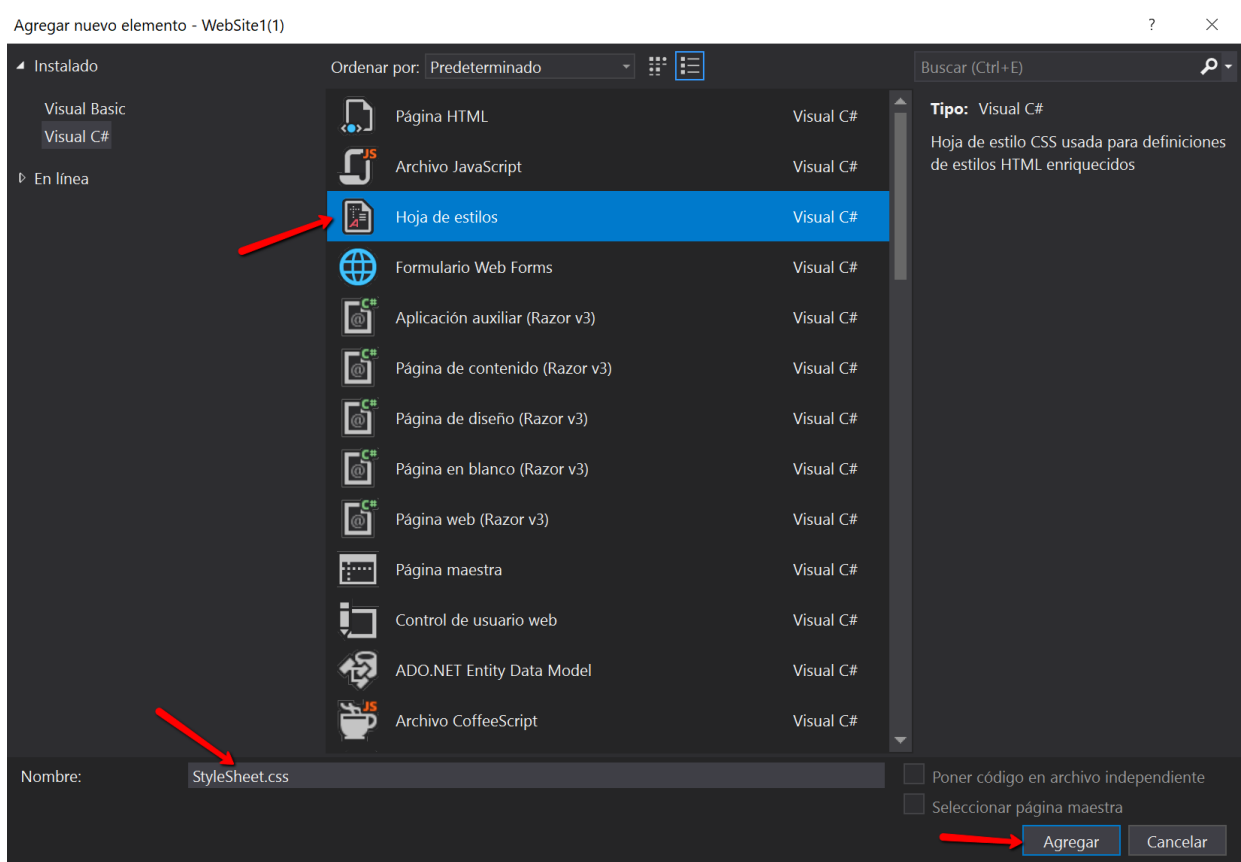 Agregar nuevo elemento - WebSite1(1)
?
Instalado
Visual Basic
Visual C#
En línea
Ordenar por: Predeterminado
Página HTML Visual C#
Archivo JavaScript Visual C#
Hoja de estilos Visual C#
Formulario Web Forms Visual C#
Aplicación auxiliar (Razor v3) Visual C#
Página de contenido (Razor v3) Visual C#
Página de diseño (Razor v3) Visual C#
Página en blanco (Razor v3) Visual C#
Página web (Razor v3) Visual C#
Página maestra Visual C#
Control de usuario web Visual C#
ADO.NET Entity Data Model Visual C#
Archivo CoffeeScript Visual C#
Buscar (Ctrl+E)
Tipo: Visual C#
Hoja de estilo CSS usada para definiciones
de estilos HTML enriquecidos
Nombre: StyleSheet.css
Poner código en archivo independiente
Seleccionar página maestra
Agregar Cancelar